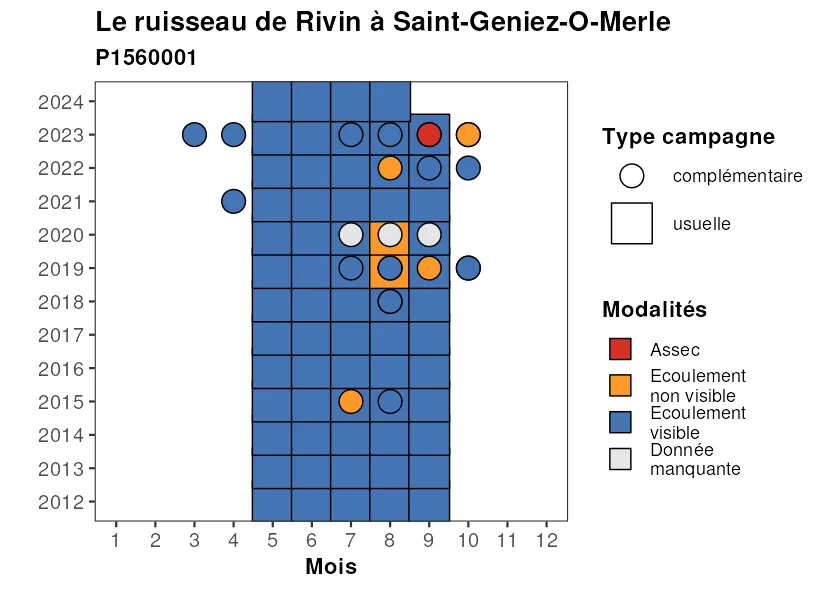 Le ruisseau de Rivin à Saint-Geniez-O-Merle
P1560001
2024
2023
2022
2021
2020
2019
2018
2017
2016
2015
2014
2013
2012
1 2 3 4 5 6 7 8 9 10 11 12
Mois
Type campagne
complémentaire
usuelle
Modalités
Assec
Ecoulement
non visible
Ecoulement
visible
Donnée
manquante